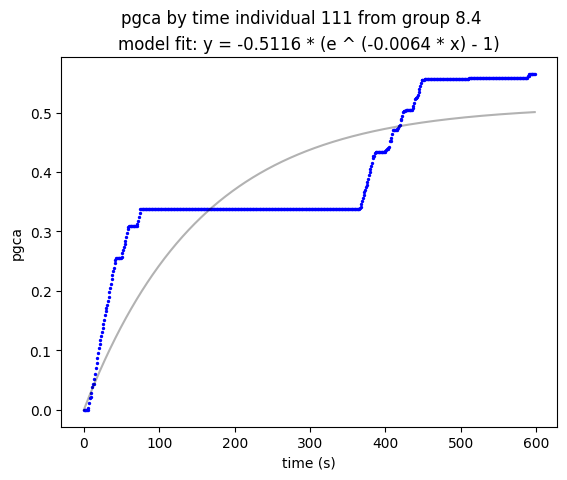 pgca by time individual 111 from group 8.4
model fit: y = -0.5116 * (e ^ (-0.0064 * x) - 1)
0.5
0.4
0.3
0.2
0.1
0.0
pgca
0 100 200 300 400 500 600
time (s)